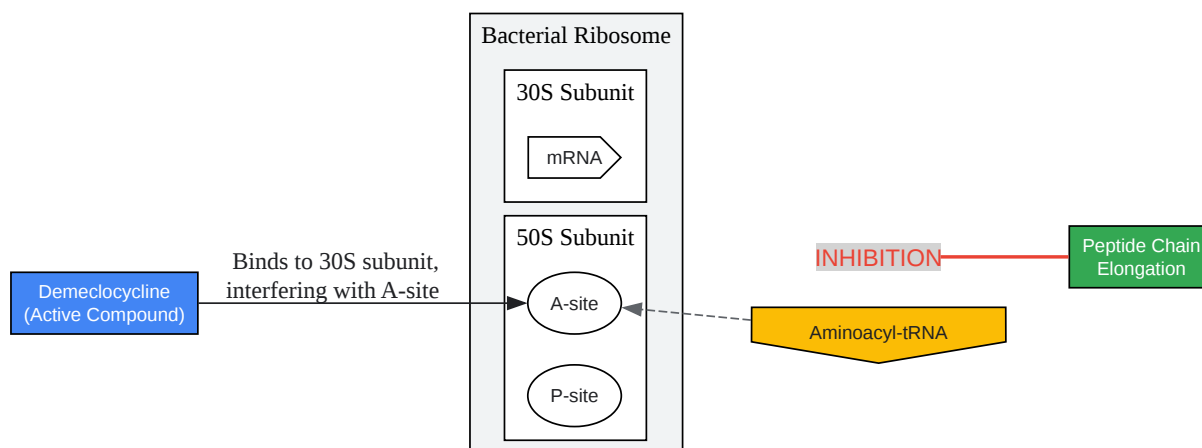 Bacterial Ribosome
30S Subunit
mRNA
50S Subunit
A-site
P-site
Binds to 30S subunit,
interfering with A-site
Demeclocycline
(Active Compound)
INHIBITION
Peptide Chain
Elongation
Aminoacyl-tRNA